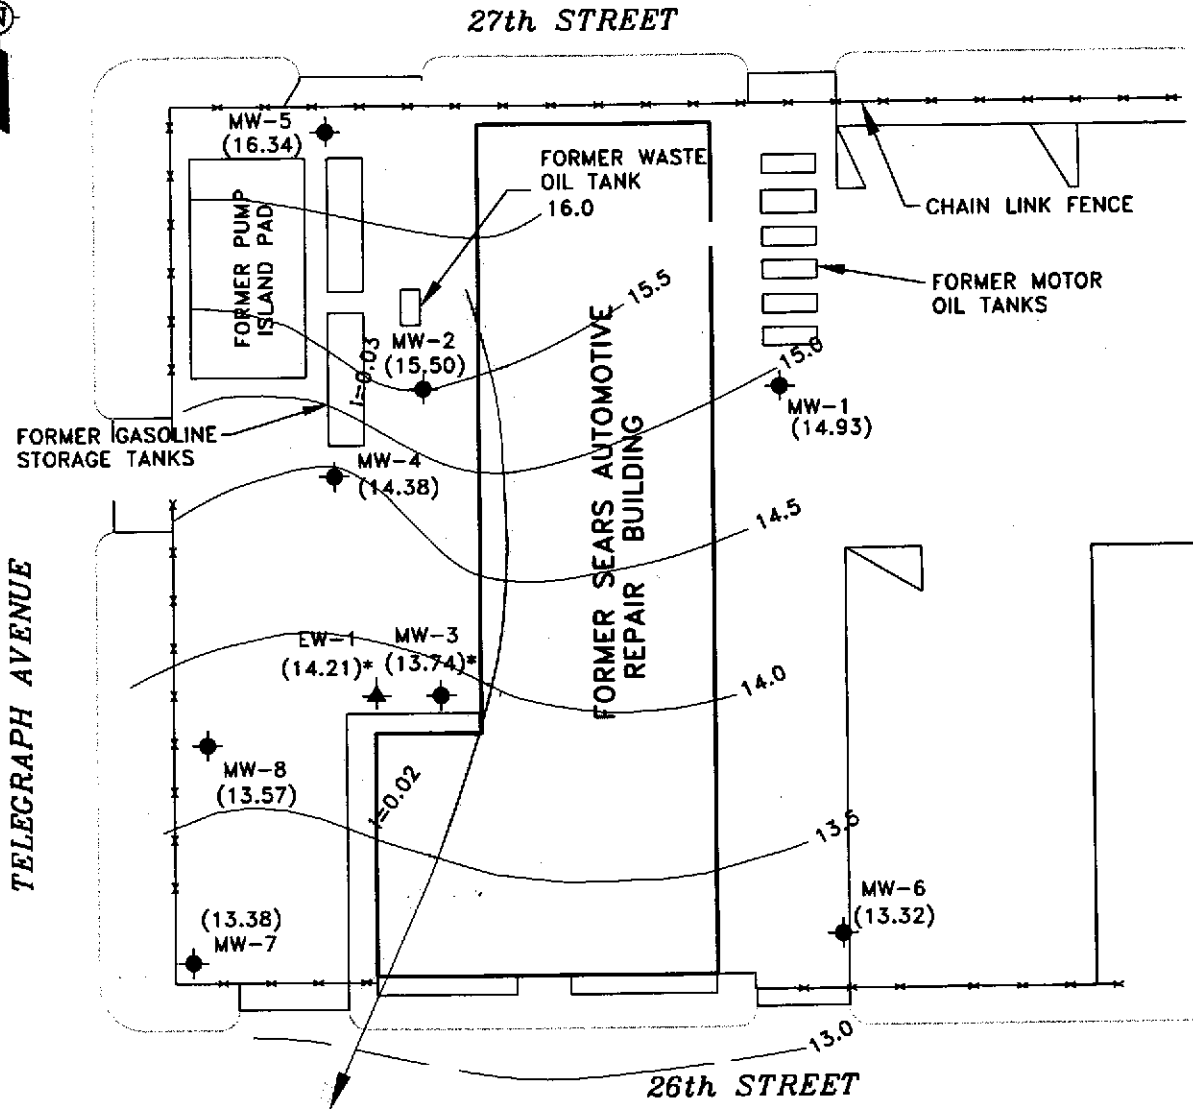 N
27th STREET
MW-5
(16.34)
FORMER WASTE
OIL TANK
16.0
CHAIN LINK FENCE
FORMER PUMP
ISLAND PAD
FORMER MOTOR
OIL TANKS
15.5
MW-2
(15.50)
i=0.03
15.0
MW-1
(14.93)
FORMER GASOLINE
STORAGE TANKS
MW-4
(14.38)
14.5
FORMER SEARS AUTOMOTIVE
REPAIR BUILDING
TELEGRAPH AVENUE
EW-1
(14.21)*
MW-3
(13.74)*
14.0
MW-8
(13.57)
i=0.02
13.5
MW-6
(13.32)
(13.38)
MW-7
13.0
26th STREET